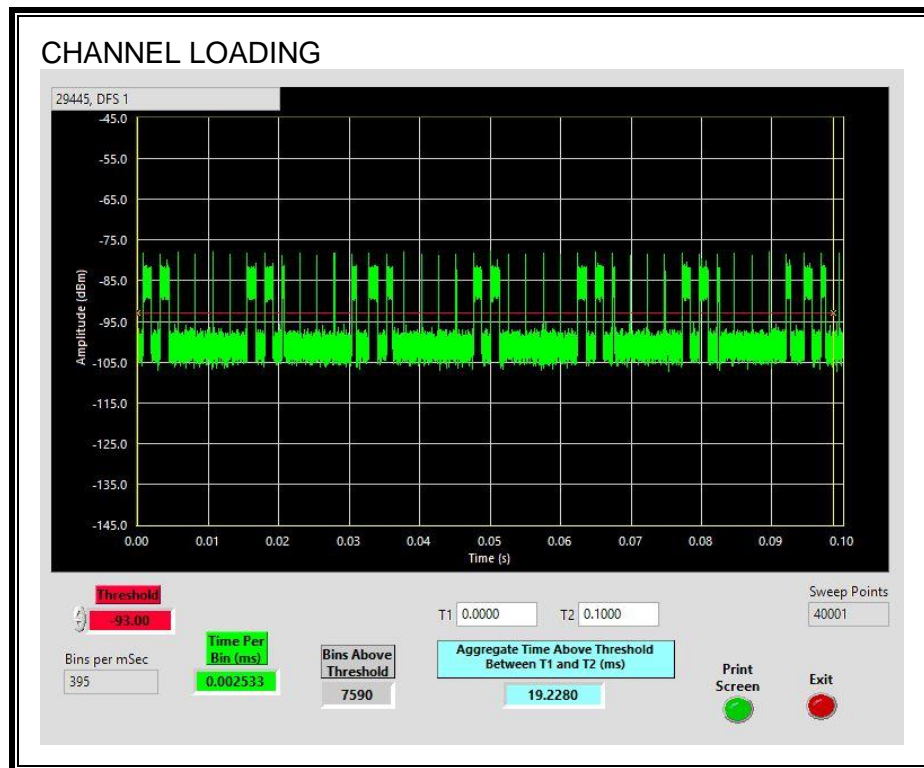 CHANNEL LOADING
29445, DFS 1
-45.0
-55.0
-65.0
-75.0
-85.0
-95.0
-105.0
-115.0
-125.0
-135.0
-145.0
Amplitude (dBm)
0.00 0.01 0.02 0.03 0.04 0.05 0.06 0.07 0.08 0.09 0.10
Time (s)
Threshold
-93.00
Bins per mSec
395
Time Per
Bin (ms)
0.002533
Bins Above
Threshold
7590
T1 0.0000 T2 0.1000
Aggregate Time Above Threshold
Between T1 and T2 (ms)
19.2280
Sweep Points
40001
Print
Screen
Exit